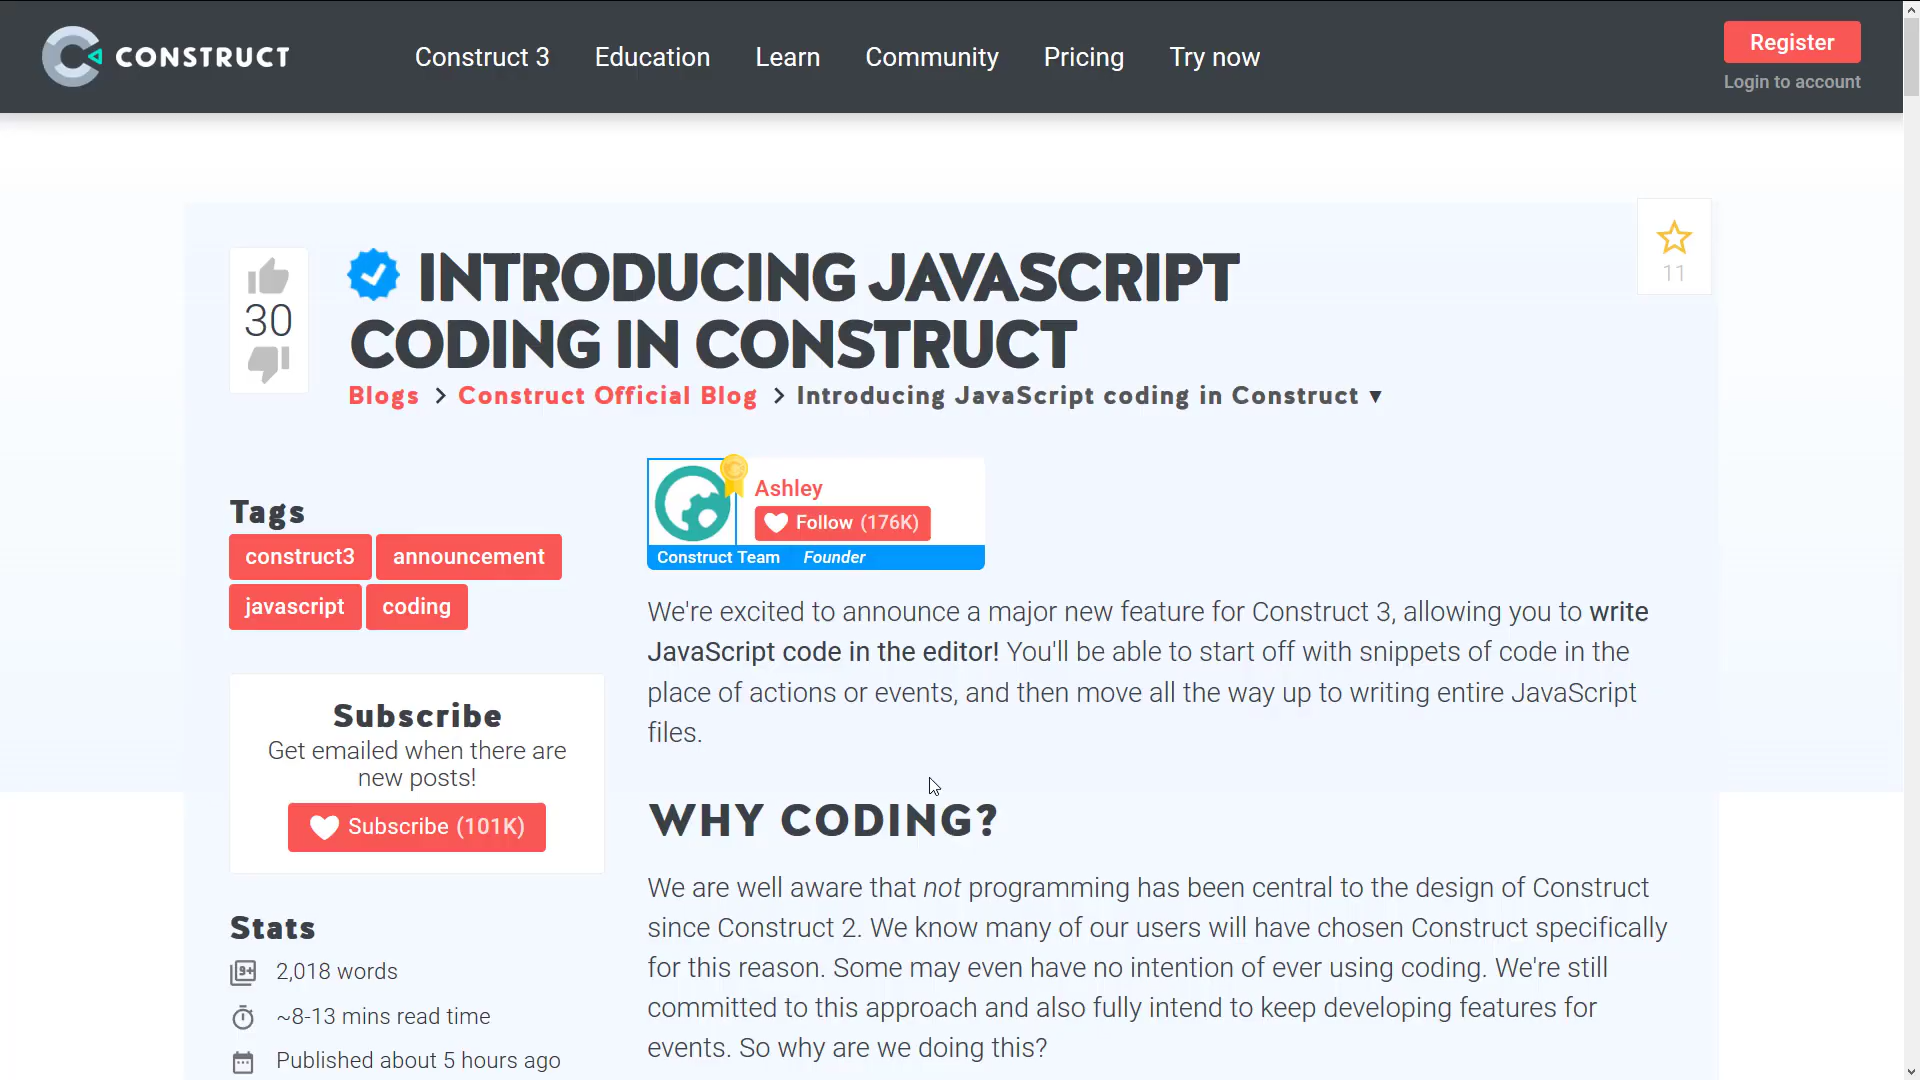 CONSTRUCT
Construct 3
Education
Learn
Community
Pricing
Try now
Register
Login to account
30
INTRODUCING JAVASCRIPT
CODING IN CONSTRUCT
11
Blogs > Construct Official Blog > Introducing JavaScript coding in Construct ▾
Tags
construct3
announcement
javascript
coding
Subscribe
Get emailed when there are
new posts!
Subscribe (101K)
Stats
9+
2,018 words
~8-13 mins read time
Published about 5 hours ago
Ashley
Follow (176K)
Construct Team Founder
We're excited to announce a major new feature for Construct 3, allowing you to write
JavaScript code in the editor! You'll be able to start off with snippets of code in the
place of actions or events, and then move all the way up to writing entire JavaScript
files.
WHY CODING?
We are well aware that not programming has been central to the design of Construct
since Construct 2. We know many of our users will have chosen Construct specifically
for this reason. Some may even have no intention of ever using coding. We're still
committed to this approach and also fully intend to keep developing features for
events. So why are we doing this?